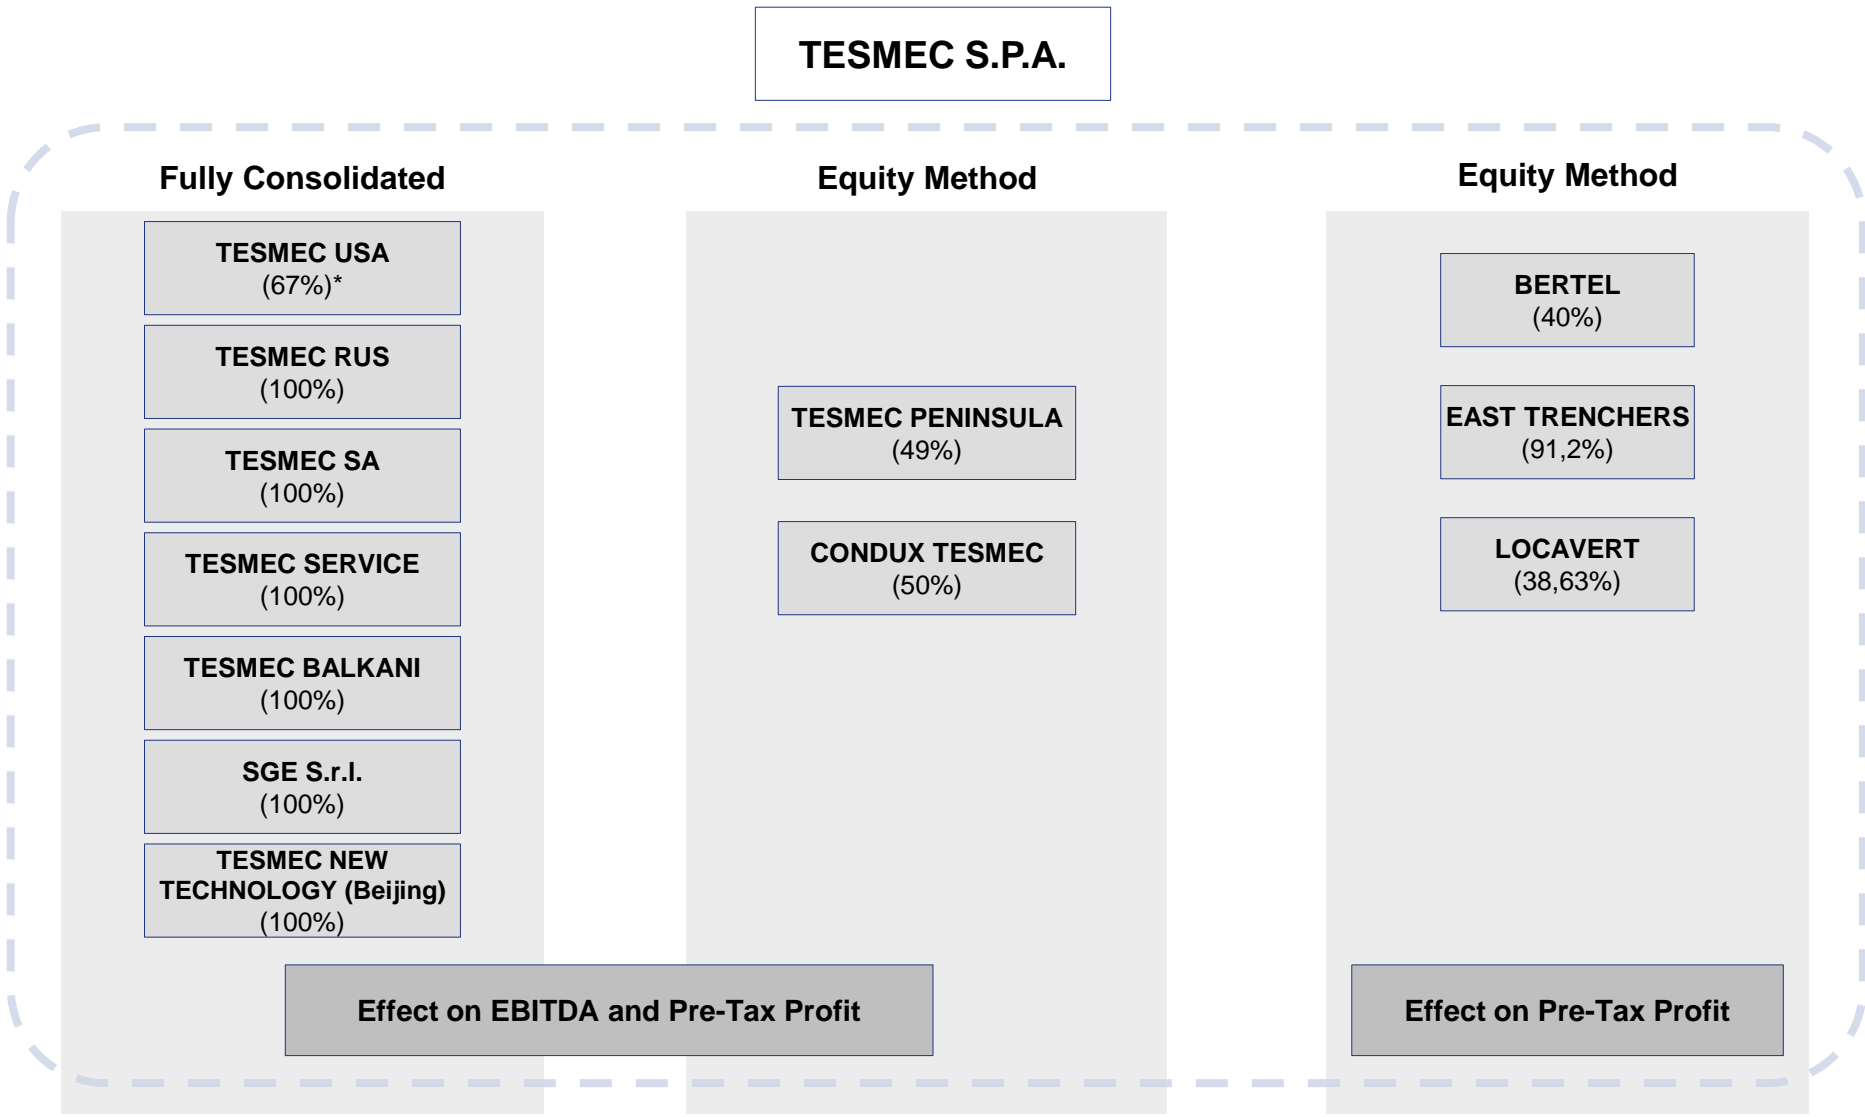 TESMEC S.P.A.
Fully Consolidated
TESMEC USA
(67%)*
TESMEC RUS
(100%)
TESMEC SA
(100%)
TESMEC SERVICE
(100%)
TESMEC BALKANI
(100%)
SGE S.r.l.
(100%)
TESMEC NEW
TECHNOLOGY (Beijing)
(100%)
Equity Method
TESMEC PENINSULA
(49%)
CONDUX TESMEC
(50%)
Effect on EBITDA and Pre-Tax Profit
Equity Method
BERTEL
(40%)
EAST TRENCHERS
(91,2%)
LOCAVERT
(38,63%)
Effect on Pre-Tax Profit